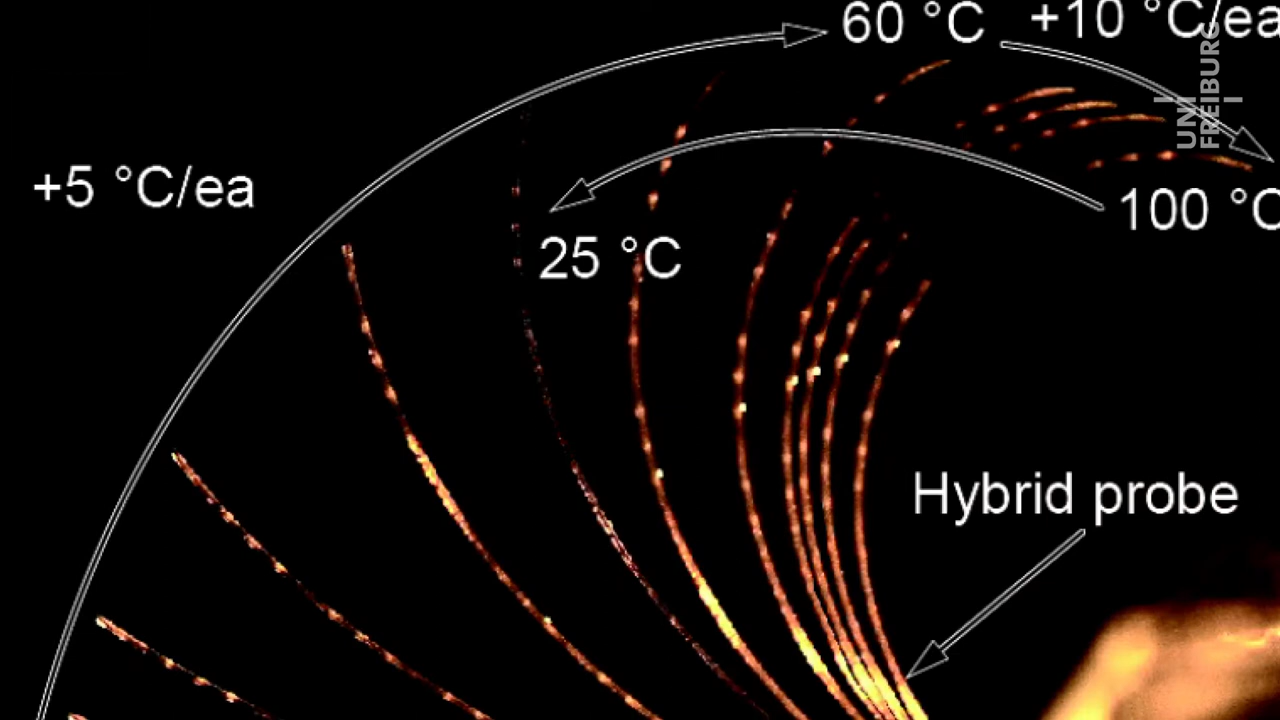 60 °C
+10 °C/ea
UNI
FREIBURG
+5 °C/ea
100 °C
25 °C
Hybrid probe